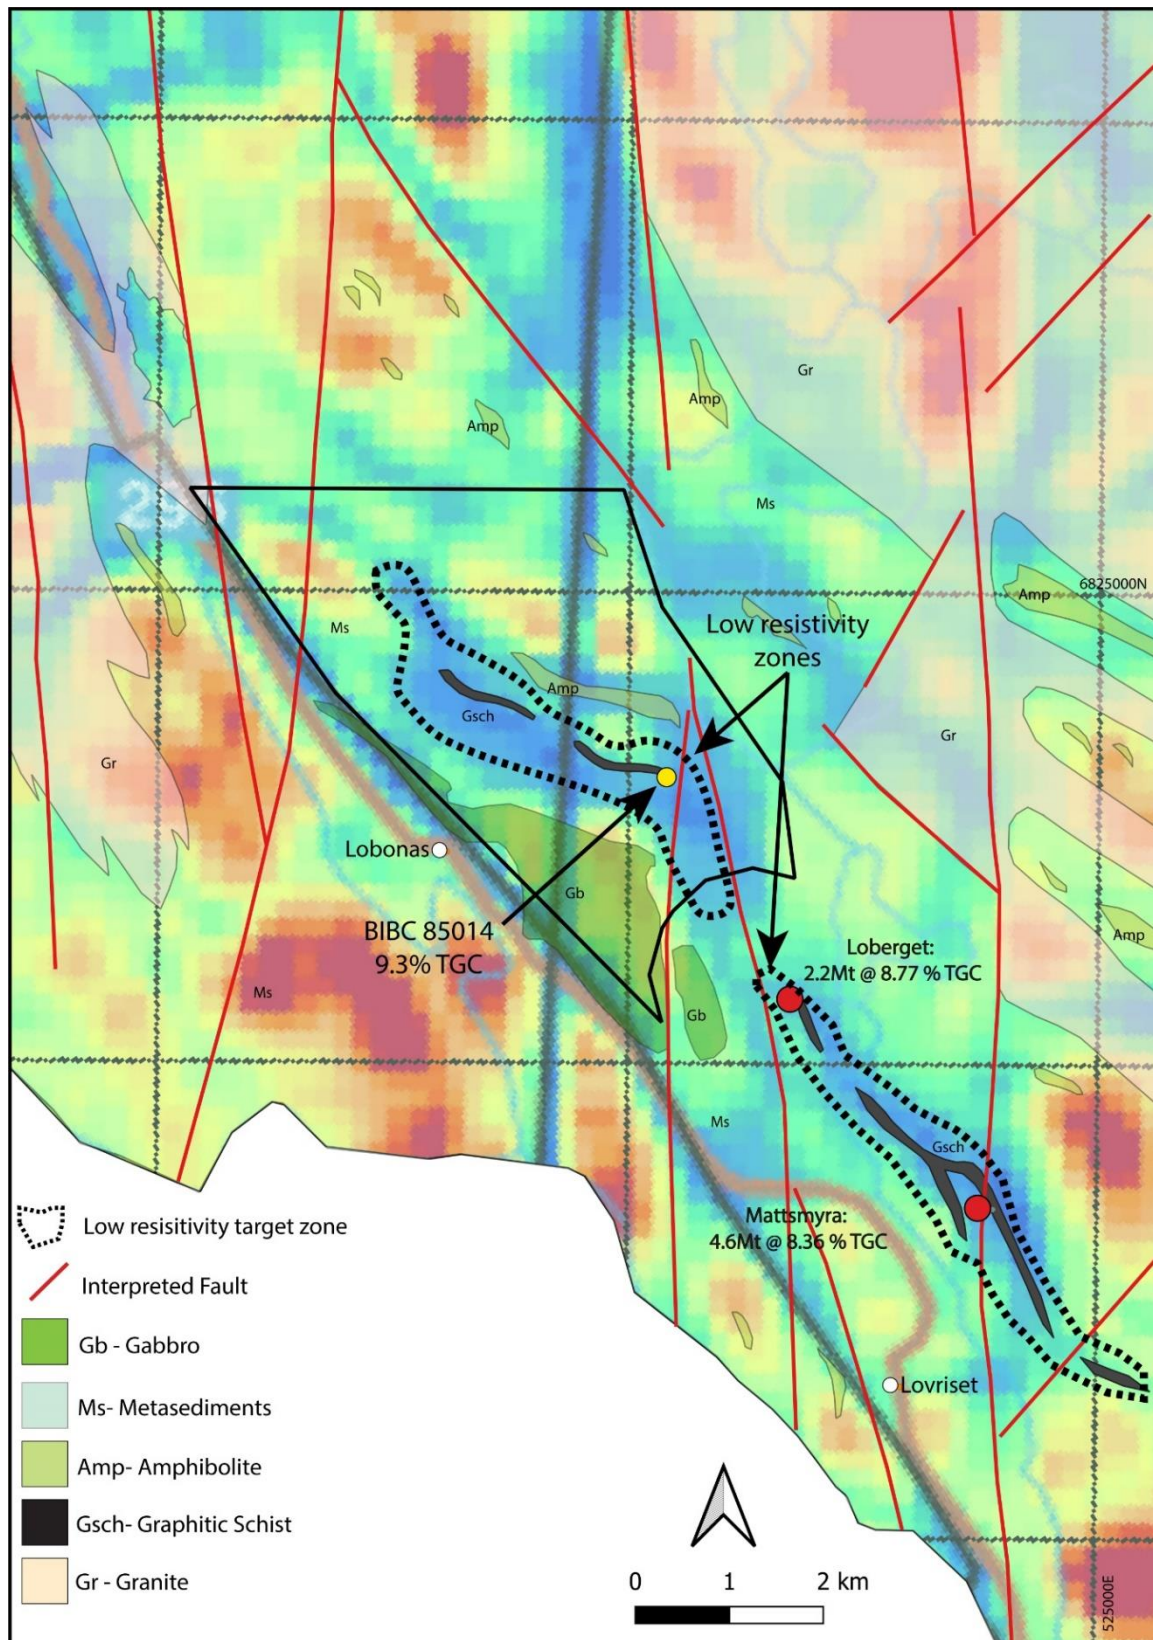 Gr
Amp
Amp
Ms
6825000N
Amp
Low resistivity
zones
Ms
Amp
Gsch
Gr
Gr
Lobonas
Gb
BIBC 85014
9.3% TGC
Amp
Loberget:
2.2Mt @ 8.77 % TGC
Ms
Gb
Ms
Gsch
Mattsmyra:
4.6Mt @ 8.36 % TGC
Low resisitivity target zone
Interpreted Fault
Gb - Gabbro
Lovriset
Ms- Metasediments
Amp- Amphibolite
Gsch- Graphitic Schist
Gr - Granite
0 1 2 km
525000E